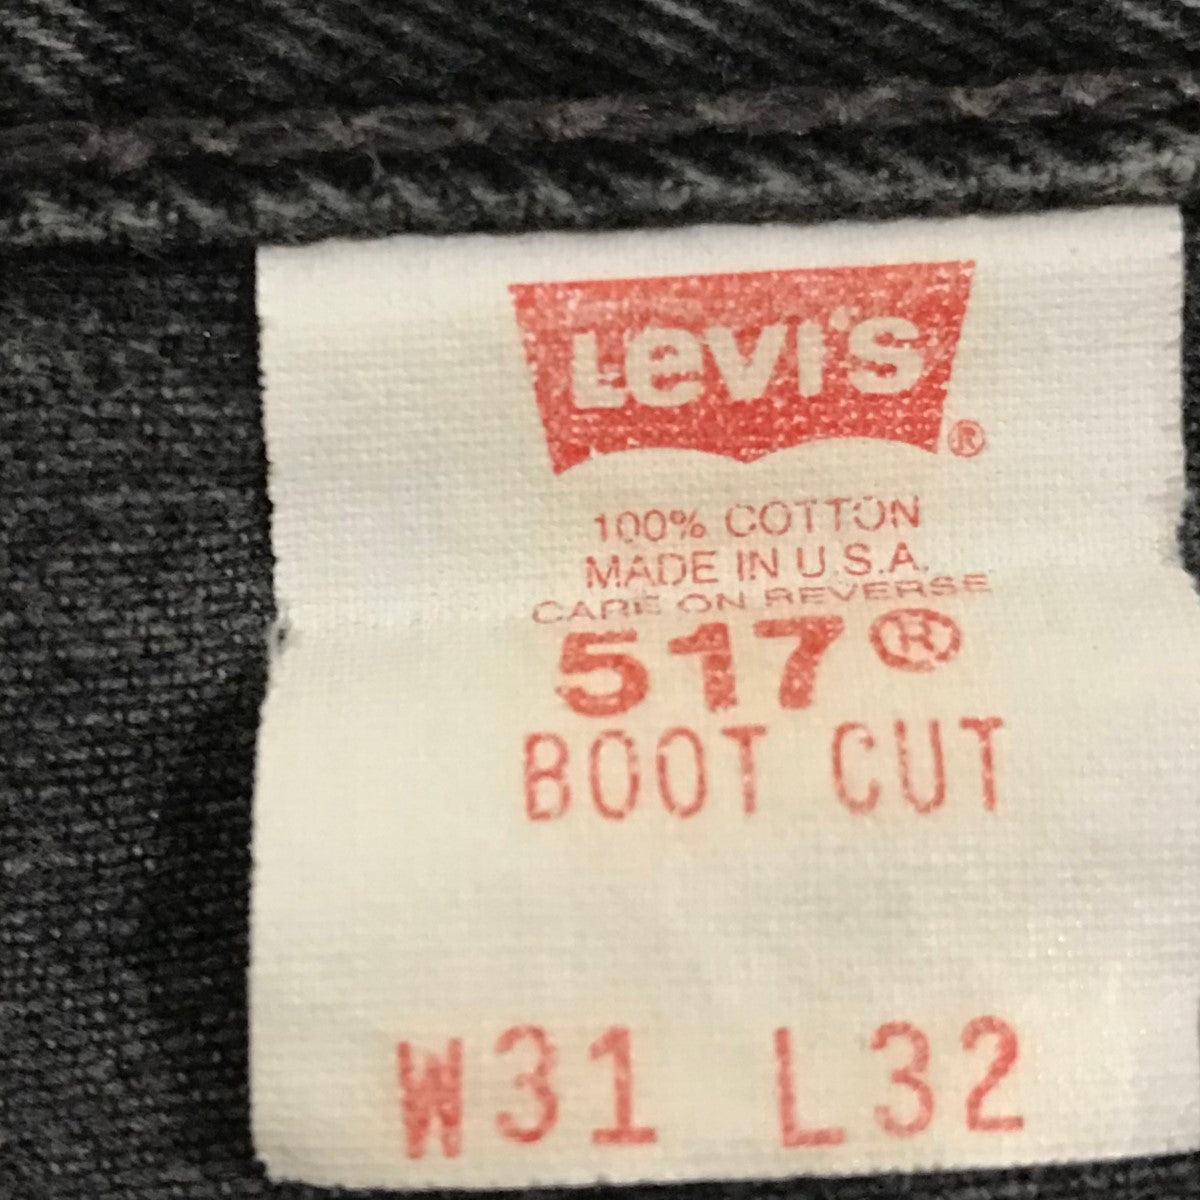 Levi's ®
100% COTTON
MADE IN U.S.A.
CARE ON REVERSE
517®
BOOT CUT
W31 L32